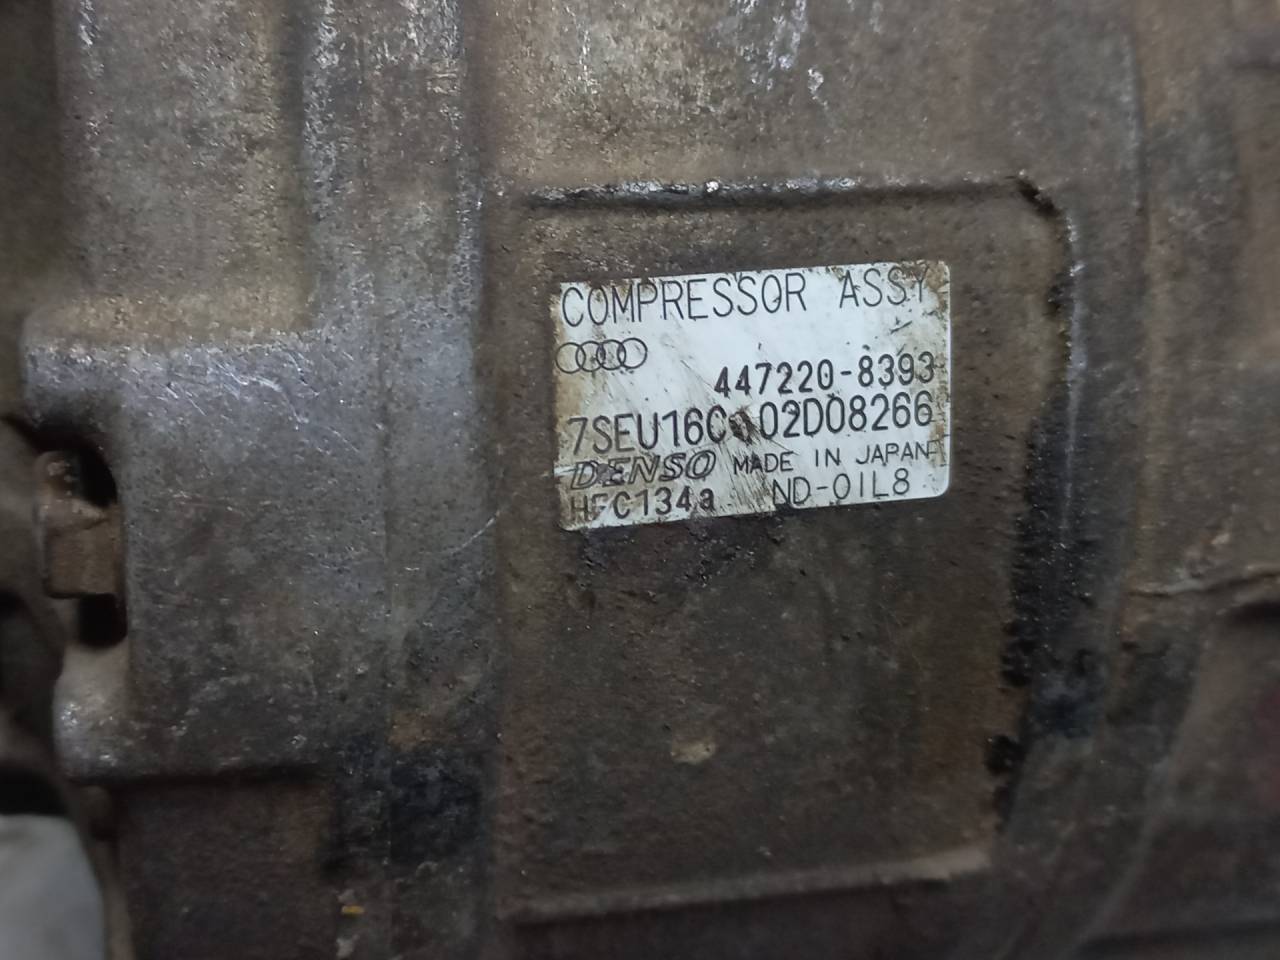 COMPRESSOR ASSY
447220-8393
7SEU16C 02D08266
DENSO MADE IN JAPAN
HFC134a ND-OIL8